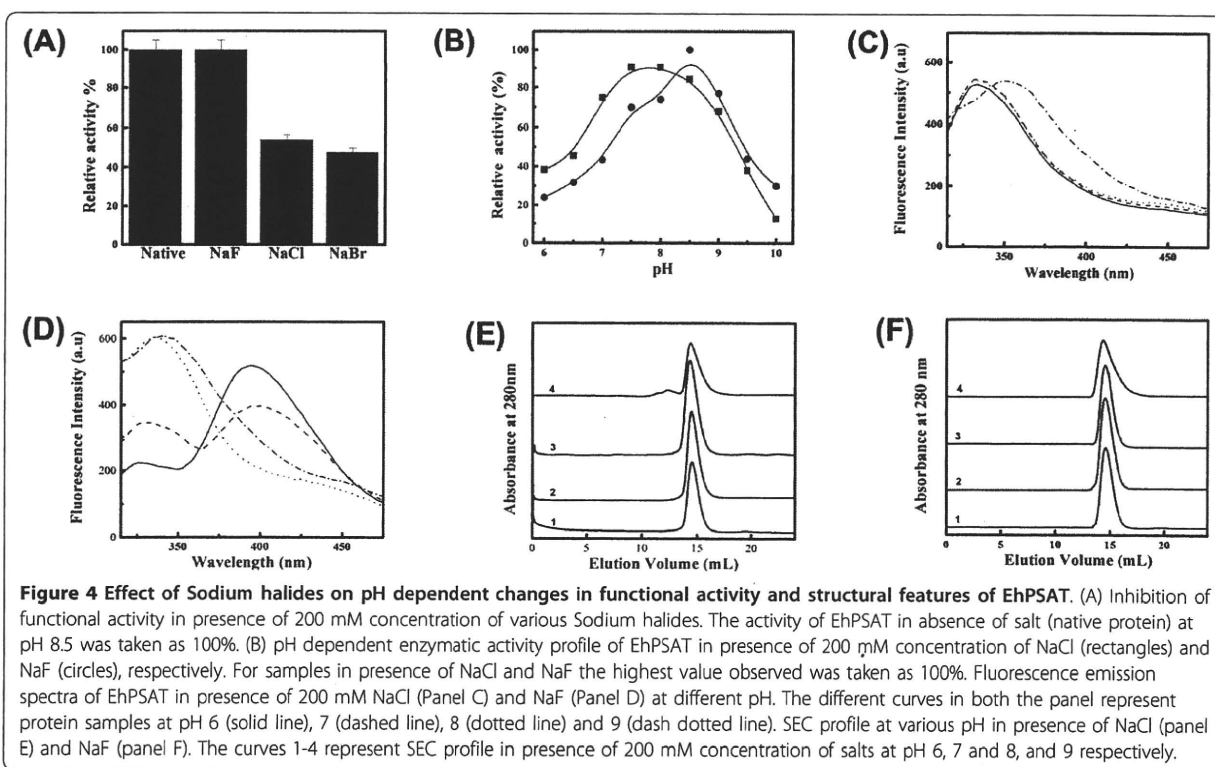 (A)
Relative activity %
100
80
60
40
20
0
Native NaF NaCl NaBr
(B)
Relative activity (%)
100
80
60
40
20
0
6 7 8 9 10
pH
(C)
Fluorescence Intensity (a.u)
600
400
200
0
350 400 450
Wavelength (nm)
(D)
Fluorescence Intensity (a.u)
600
400
200
0
350 400 450
Wavelength (nm)
(E)
Absorbance at 280nm
4
3
2
1
0 5 10 15 20
Elution Volume (mL)
(F)
Absorbance at 280 nm
4
3
2
1
0 5 10 15 20
Elution Volume (mL)
Figure 4 Effect of Sodium halides on pH dependent changes in functional activity and structural features of EhPSAT. (A) Inhibition of
functional activity in presence of 200 mM concentration of various Sodium halides. The activity of EhPSAT in absence of salt (native protein) at
pH 8.5 was taken as 100%. (B) pH dependent enzymatic activity profile of EhPSAT in presence of 200 mM concentration of NaCl (rectangles) and
NaF (circles), respectively. For samples in presence of NaCl and NaF the highest value observed was taken as 100%. Fluorescence emission
spectra of EhPSAT in presence of 200 mM NaCl (Panel C) and NaF (Panel D) at different pH. The different curves in both the panel represent
protein samples at pH 6 (solid line), 7 (dashed line), 8 (dotted line) and 9 (dash dotted line). SEC profile at various pH in presence of NaCl (panel
E) and NaF (panel F). The curves 1-4 represent SEC profile in presence of 200 mM concentration of salts at pH 6, 7 and 8, and 9 respectively.